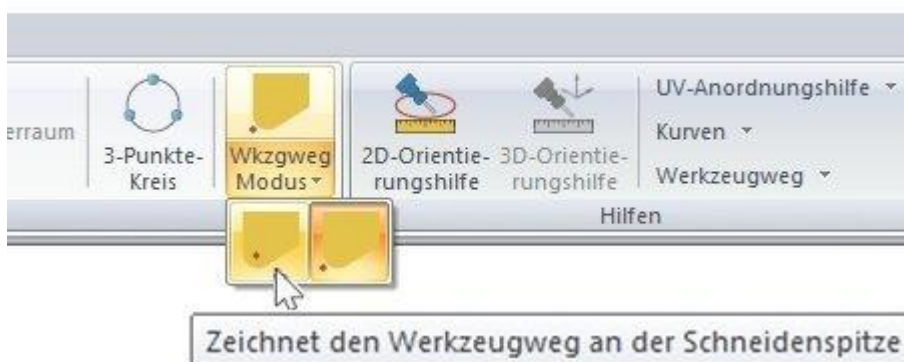 erraum
3-Punkte-
Kreis
Wkzgweg
Modus
2D-Orientie-
rungshilfe
3D-Orientie-
rungshilfe
UV-Anordnungshilfe
Kurven
Werkzeugweg
Hilfen
Zeichnet den Werkzeugweg an der Schneidenspitze